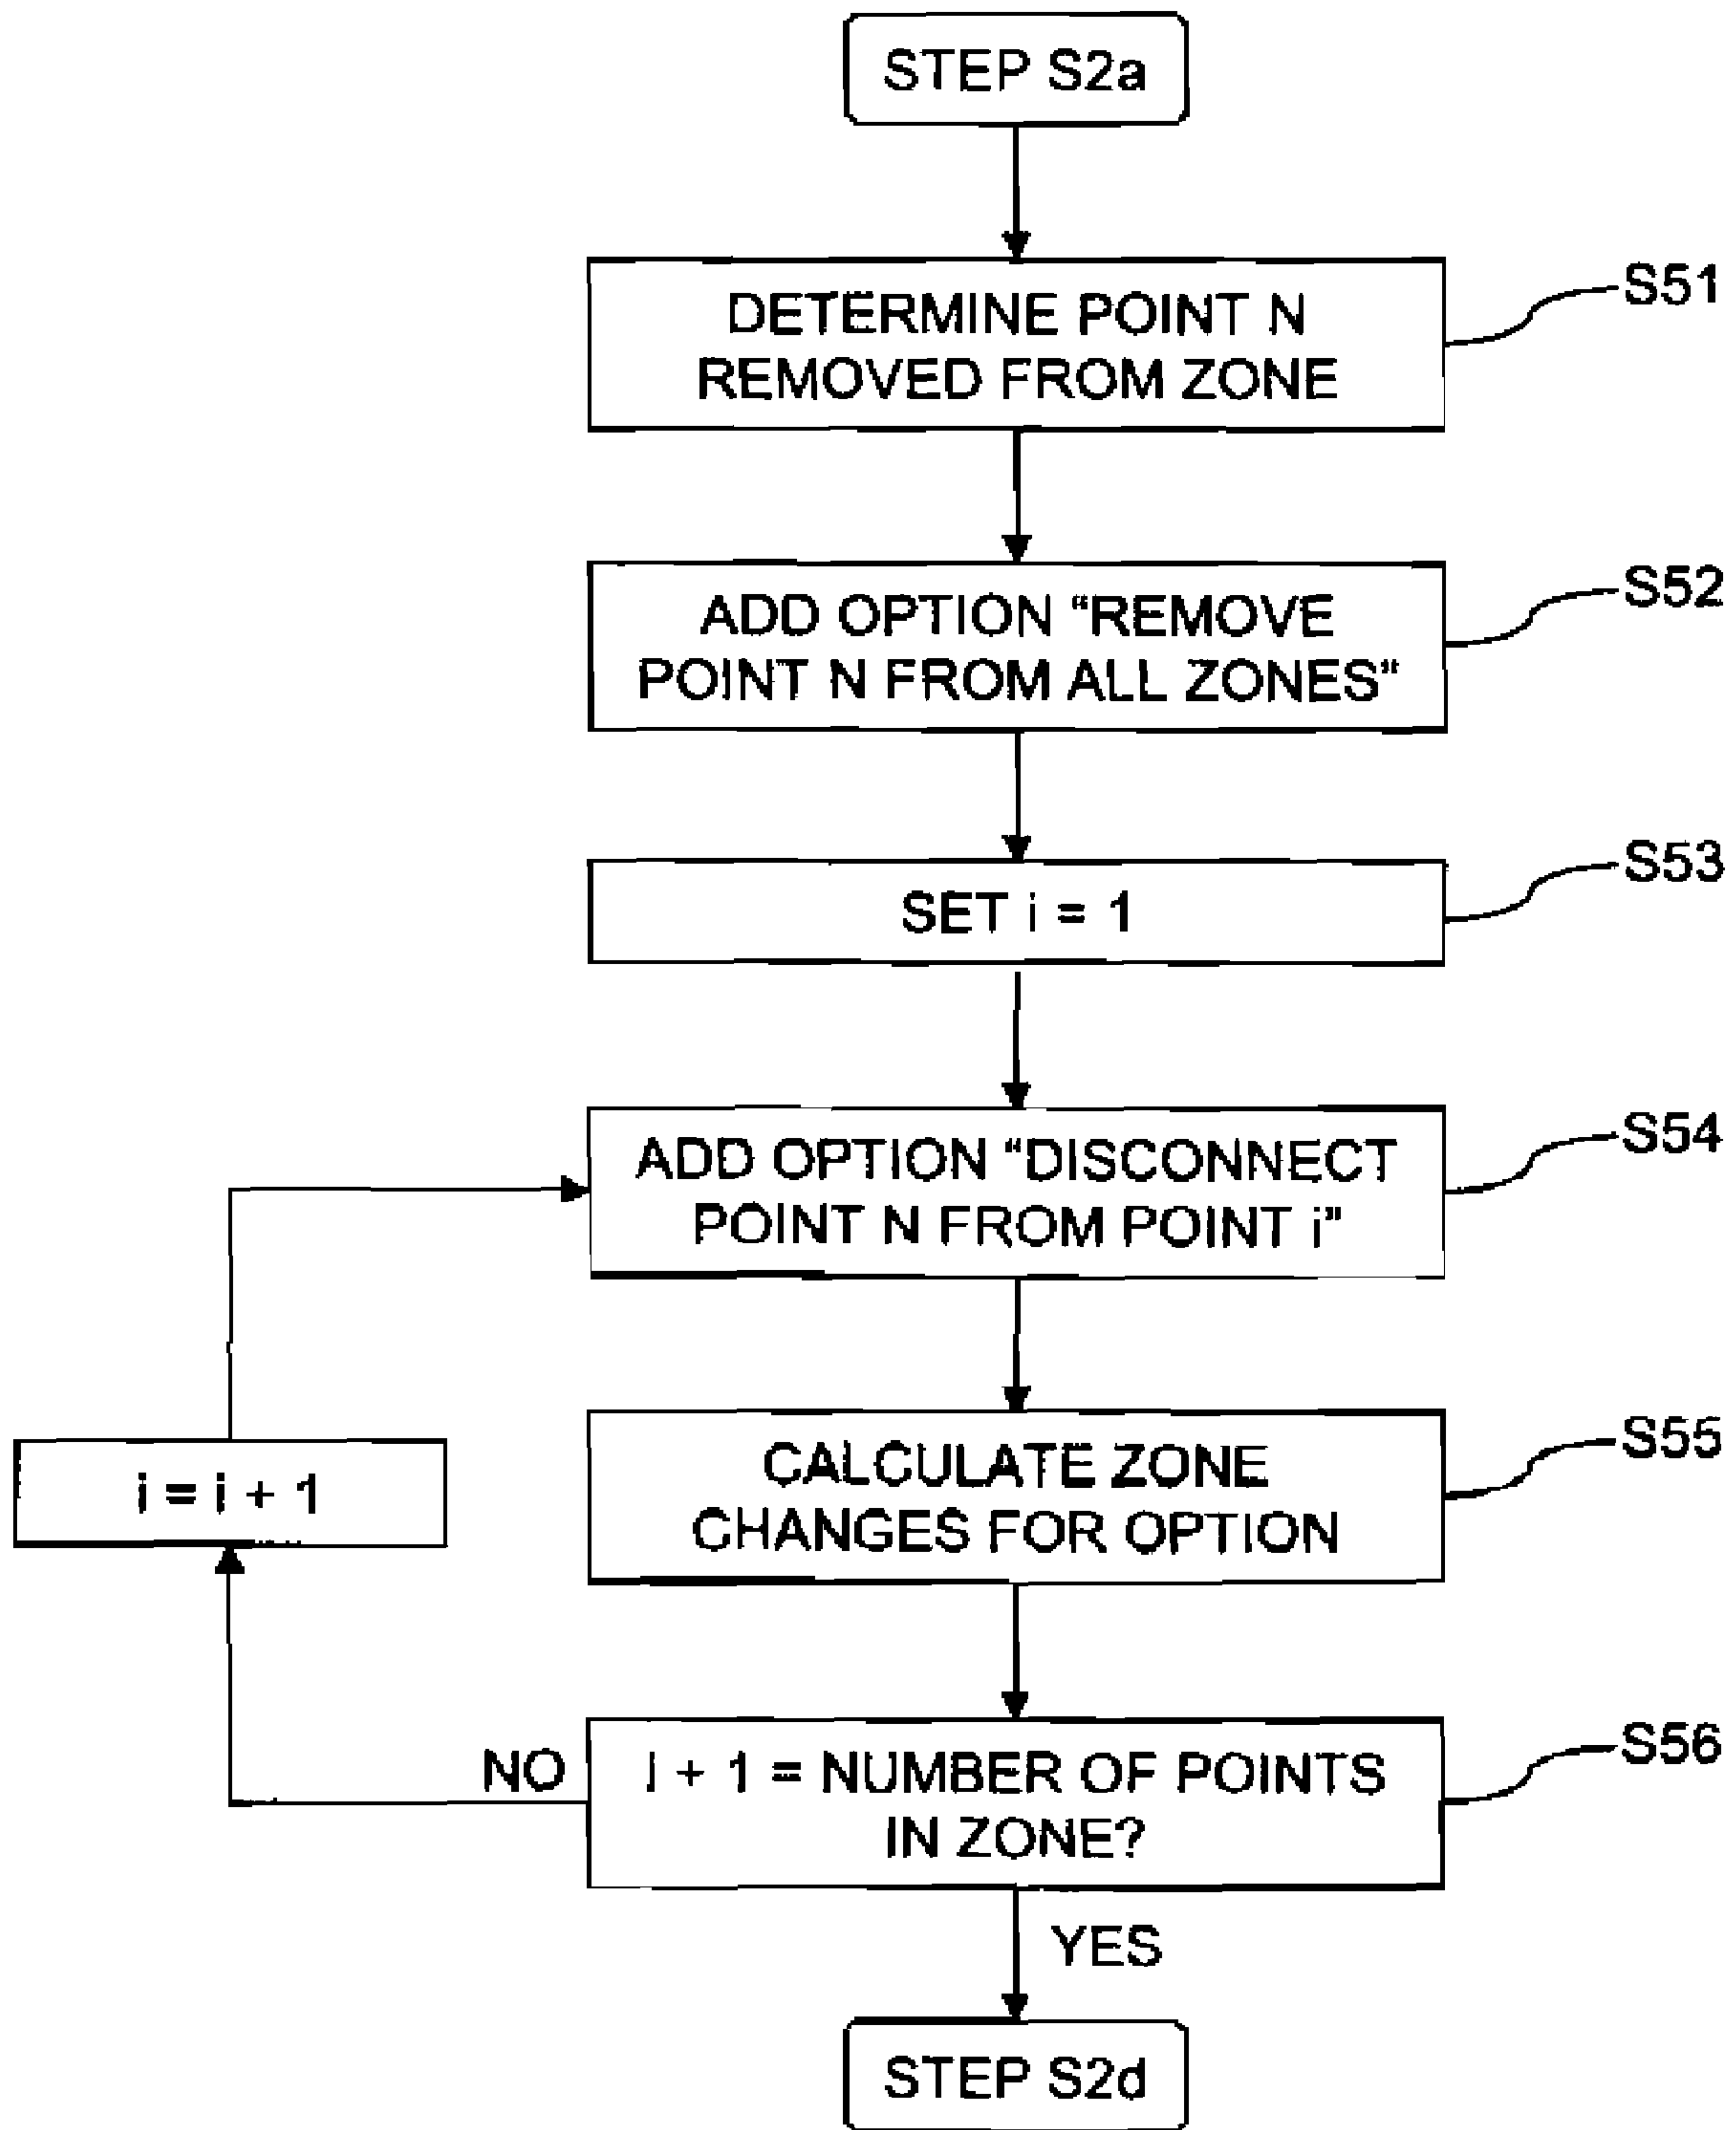 STEP S2a
DETERMINE POINT N
REMOVED FROM ZONE
S51
ADD OPTION “REMOVE
POINT N FROM ALL ZONES“
S52
SET i = 1
S53
ADD OPTION “DISCONNECT
POINT N FROM POINT i”
S54
CALCULATE ZONE
CHANGES FOR OPTION
S55
i = i + 1
NO
I + 1 = NUMBER OF POINTS
IN ZONE?
S56
YES
STEP S2d